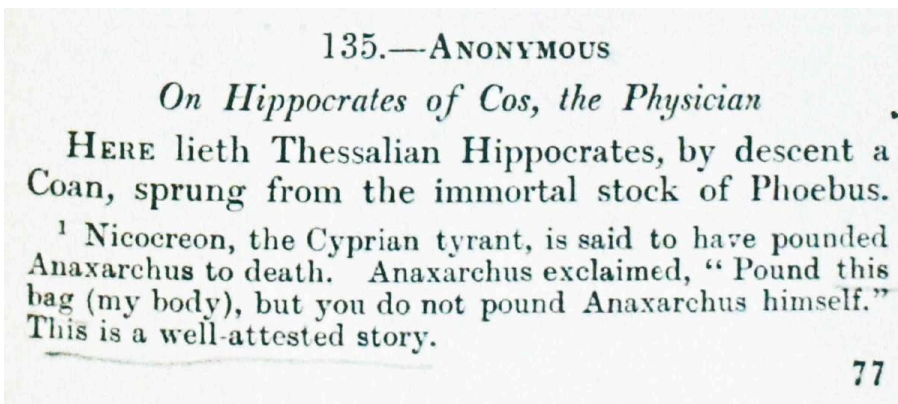 135.—Anonymous
On Hippocrates of Cos, the Physician
Here lieth Thessalian Hippocrates, by descent a
Coan, sprung from the immortal stock of Phoebus.
¹ Nicocreon, the Cyprian tyrant, is said to have pounded
Anaxarchus to death. Anaxarchus exclaimed, “ Pound this
bag (my body), but you do not pound Anaxarchus himself.”
This is a well-attested story.
77